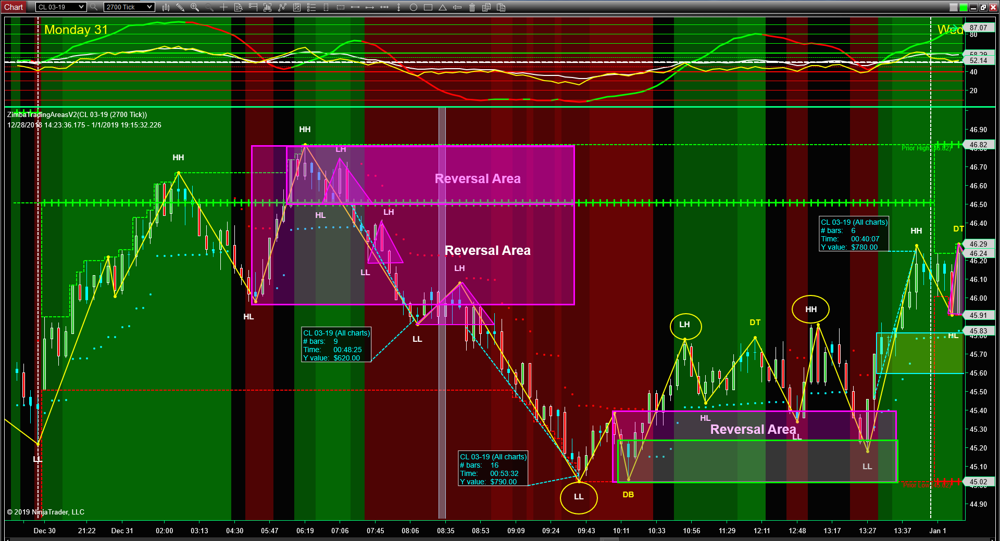 Chart
CL 03-19
2700 Tick
Monday 31
Wed
87.07
80
58.29
52.14
40
20
ZimbaTradingAreasV2(CL 03-19 (2700 Tick))
12/28/2018 14:23:36.175 - 1/1/2019 19:15:32.226
HH
HH
LH
HL
LH
LL
Reversal Area
Reversal Area
LH
HL
LL
LL
CL 03-19 (All charts)
# bars: 9
Time: 00:48:25
Y value: $620.00
CL 03-19 (All charts)
# bars: 16
Time: 00:53:32
Y value: $790.00
LL
DB
LH
HL
DT
HH
LL
Reversal Area
LL
CL 03-19 (All charts)
# bars: 6
Time: 00:40:07
Y value: $780.00
HH
DT
HL
Prior High (46.82)
Prior Low (45.02)
46.90
46.82
46.80
46.70
46.60
46.50
46.40
46.29
46.24
46.20
46.10
46.00
45.91
45.83
45.80
45.70
45.60
45.50
45.40
45.30
45.20
45.10
45.02
44.90
© 2019 NinjaTrader, LLC
Dec 30 21:22 Dec 31 02:00 03:13 04:30 05:47 06:19 07:06 07:45 08:06 08:35 08:53 09:09 09:24 09:43 10:11 10:33 10:56 11:29 12:11 12:48 13:17 13:27 13:37 Jan 1